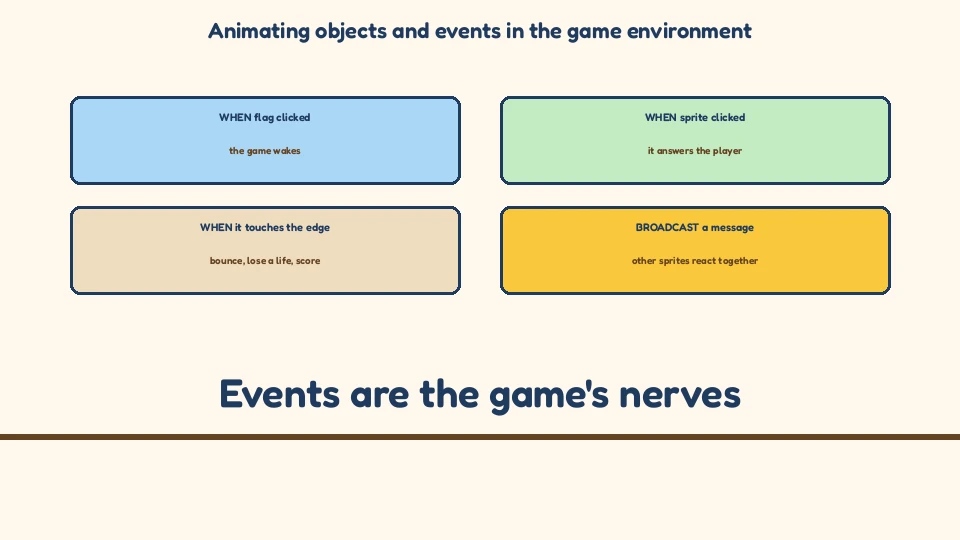 Animating objects and events in the game environment
WHEN flag clicked
the game wakes
WHEN sprite clicked
it answers the player
WHEN it touches the edge
bounce, lose a life, score
BROADCAST a message
other sprites react together
Events are the game's nerves